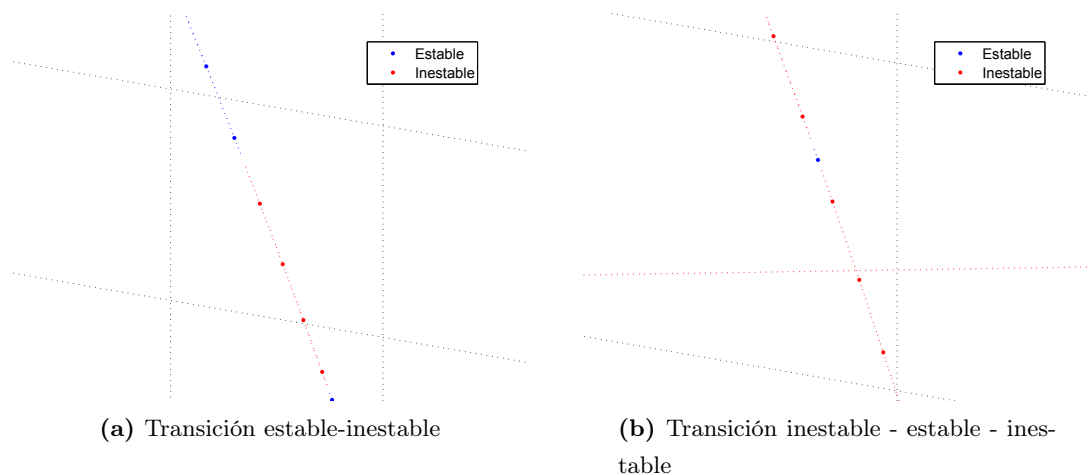 Estable
Inestable
Estable
Inestable
(a) Transición estable-inestable
(b) Transición inestable - estable - ines-
table